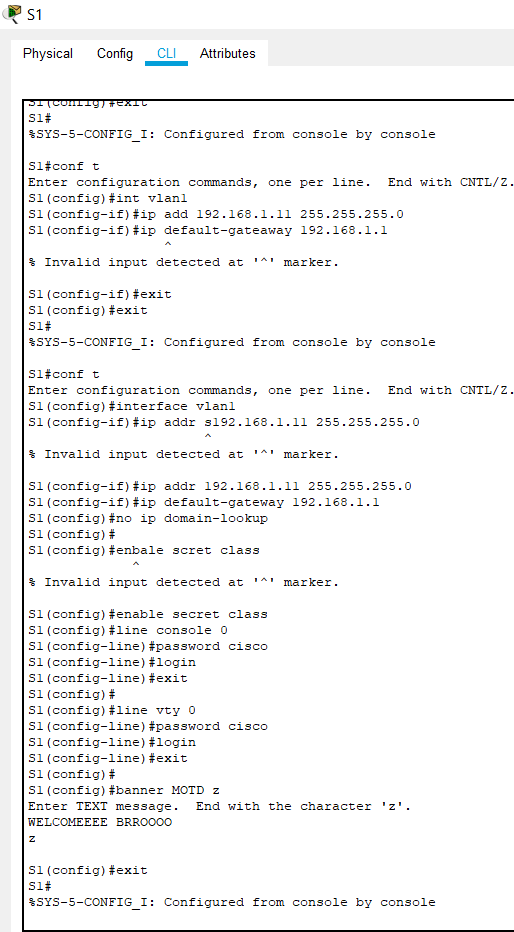 S1
Physical Config CLI Attributes
S1(config)#exit
S1#
%SYS-5-CONFIG_I: Configured from console by console
S1#conf t
Enter configuration commands, one per line.  End with CNTL/Z.
S1(config)#int vlan1
S1(config-if)#ip add 192.168.1.11 255.255.255.0
S1(config-if)#ip default-gateaway 192.168.1.1
^
% Invalid input detected at '^' marker.
S1(config-if)#exit
S1(config)#exit
S1#
%SYS-5-CONFIG_I: Configured from console by console
S1#conf t
Enter configuration commands, one per line.  End with CNTL/Z.
S1(config)#interface vlan1
S1(config-if)#ip addr s192.168.1.11 255.255.255.0
^
% Invalid input detected at '^' marker.
S1(config-if)#ip addr 192.168.1.11 255.255.255.0
S1(config-if)#ip default-gateway 192.168.1.1
S1(config)#no ip domain-lookup
S1(config)#
S1(config)#enbale scret class
^
% Invalid input detected at '^' marker.
S1(config)#enable secret class
S1(config)#line console 0
S1(config-line)#password cisco
S1(config-line)#login
S1(config-line)#exit
S1(config)#
S1(config)#line vty 0
S1(config-line)#password cisco
S1(config-line)#login
S1(config-line)#exit
S1(config)#
S1(config)#banner MOTD z
Enter TEXT message.  End with the character 'z'.
WELCOMEEEE BRROOOO
z
S1(config)#exit
S1#
%SYS-5-CONFIG_I: Configured from console by console